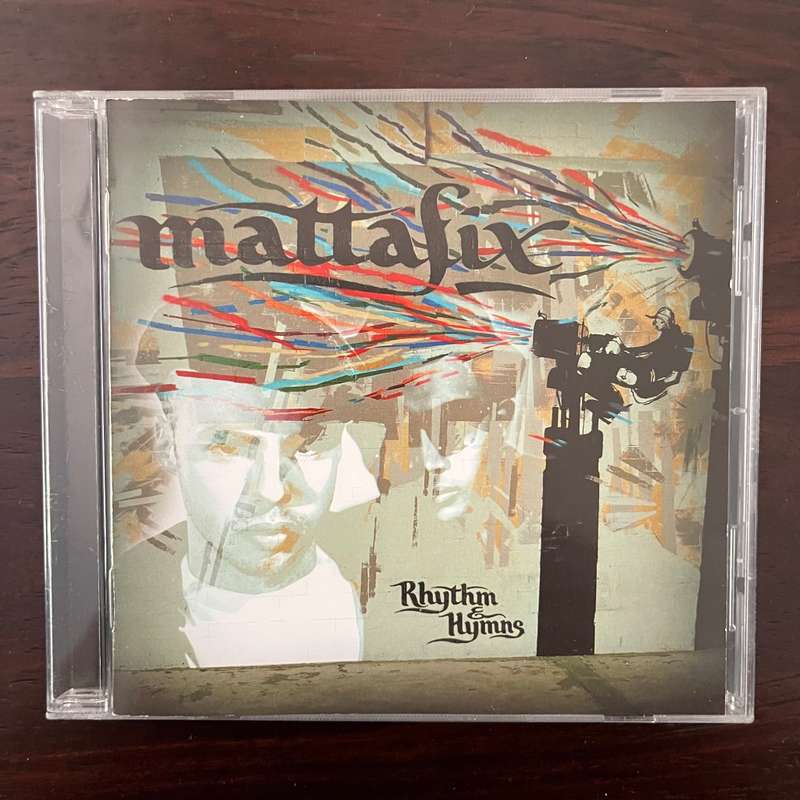 mattafix
Rhythm
&
Hymns